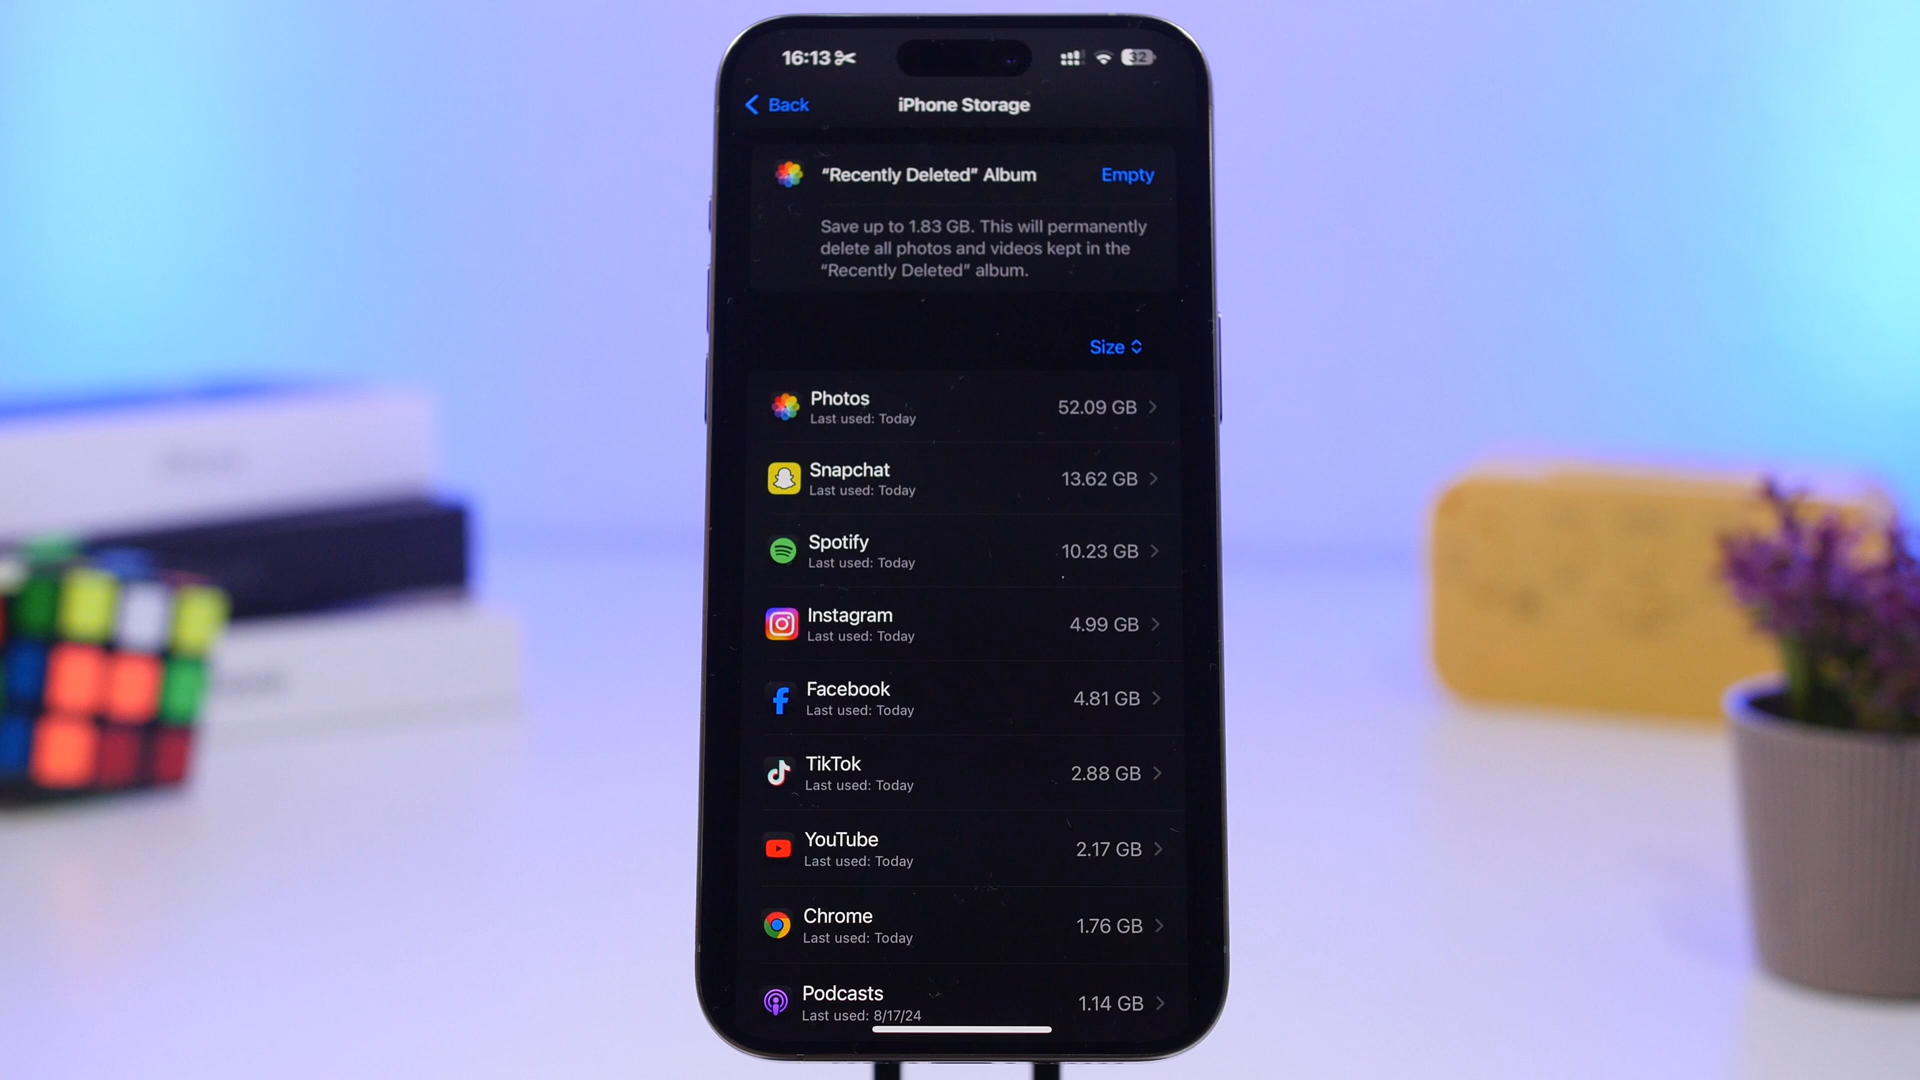 16:13
32
Back
iPhone Storage
“Recently Deleted” Album
Empty
Save up to 1.83 GB. This will permanently
delete all photos and videos kept in the
“Recently Deleted” album.
Size
Photos
Last used: Today
52.09 GB
Snapchat
Last used: Today
13.62 GB
Spotify
Last used: Today
10.23 GB
Instagram
Last used: Today
4.99 GB
Facebook
Last used: Today
4.81 GB
TikTok
Last used: Today
2.88 GB
YouTube
Last used: Today
2.17 GB
Chrome
Last used: Today
1.76 GB
Podcasts
Last used: 8/17/24
1.14 GB